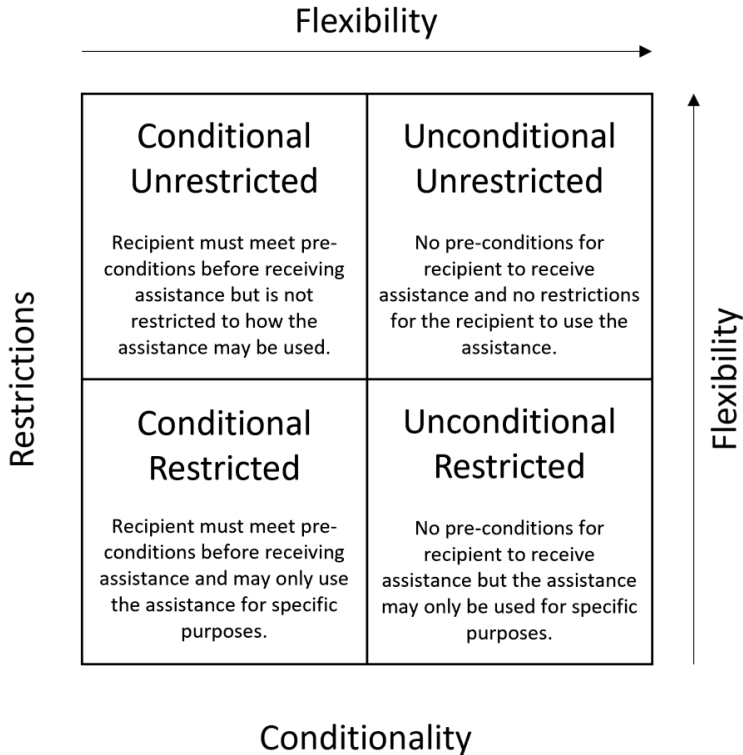 Flexibility
Conditional
Unrestricted
Recipient must meet pre-
conditions before receiving
assistance but is not
restricted to how the
assistance may be used.
Unconditional
Unrestricted
No pre-conditions for
recipient to receive
assistance and no restrictions
for the recipient to use the
assistance.
Restrictions
Flexibility
Conditional
Restricted
Recipient must meet pre-
conditions before receiving
assistance and may only use
the assistance for specific
purposes.
Unconditional
Restricted
No pre-conditions for
recipient to receive
assistance but the assistance
may only be used for specific
purposes.
Conditionality